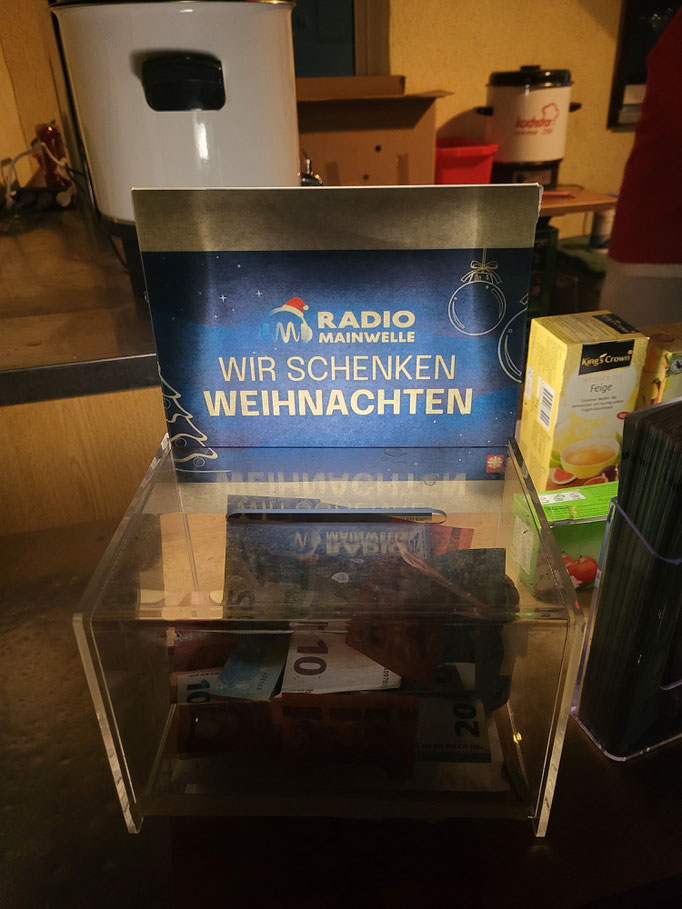 RADIO
MAINWELLE
WIR SCHENKEN
WEIHNACHTEN
King's Crown
Feige
10
10
20